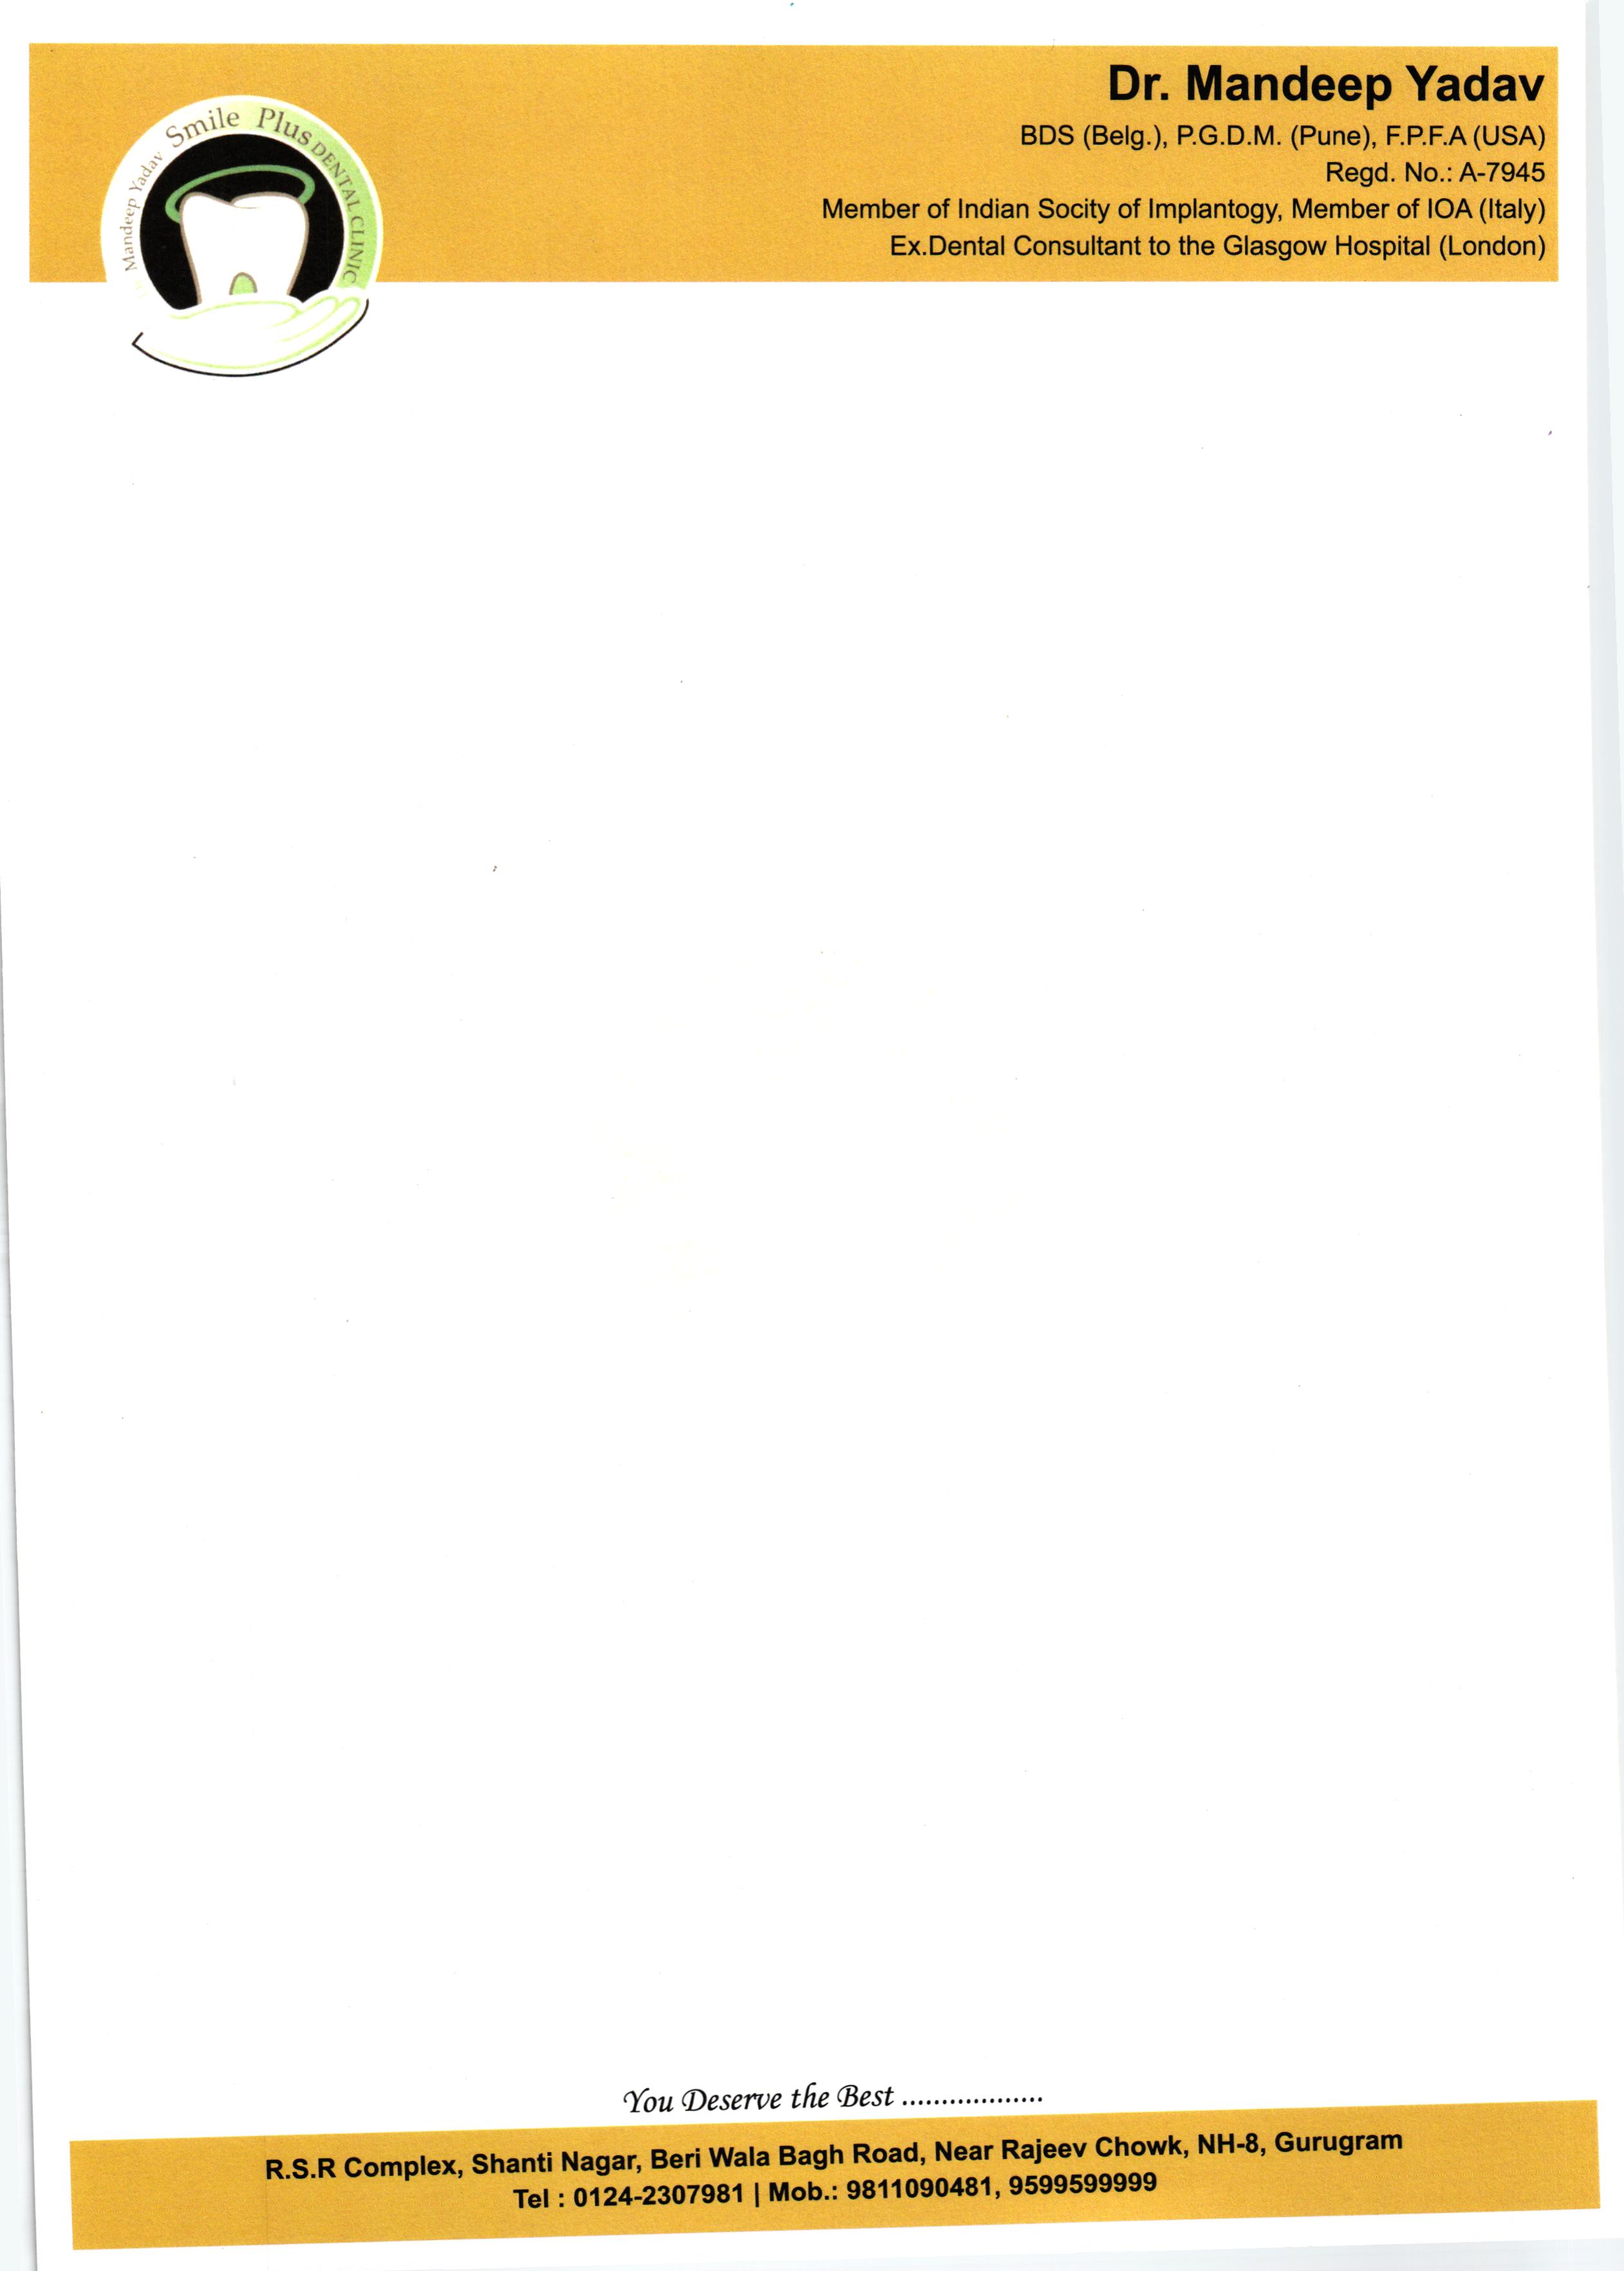 Mandeep Yadav Smile Plus DENTAL CLINIC
Dr. Mandeep Yadav
BDS (Belg.), P.G.D.M. (Pune), F.P.F.A (USA)
Regd. No.: A-7945
Member of Indian Socity of Implantogy, Member of IOA (Italy)
Ex.Dental Consultant to the Glasgow Hospital (London)
You Deserve the Best ..................
R.S.R Complex, Shanti Nagar, Beri Wala Bagh Road, Near Rajeev Chowk, NH-8, Gurugram
Tel : 0124-2307981 | Mob.: 9811090481, 9599599999